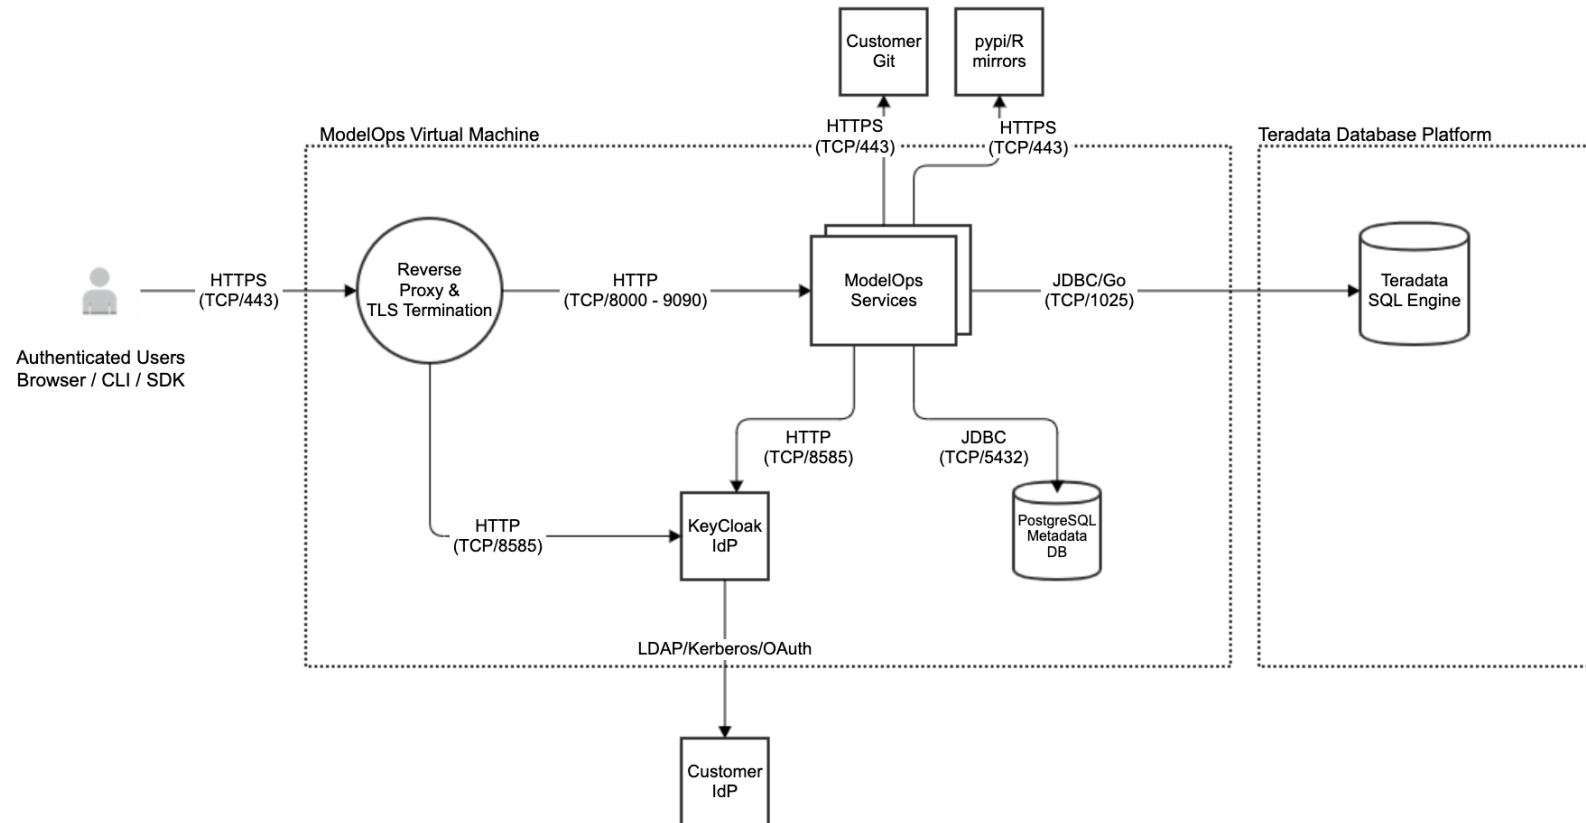 Customer
Git
pypi/R
mirrors
HTTPS
(TCP/443)
HTTPS
(TCP/443)
ModelOps Virtual Machine
Teradata Database Platform
HTTPS
(TCP/443)
Reverse
Proxy &
TLS Termination
HTTP
(TCP/8000 - 9090)
ModelOps
Services
JDBC/Go
(TCP/1025)
Teradata
SQL Engine
Authenticated Users
Browser / CLI / SDK
HTTP
(TCP/8585)
JDBC
(TCP/5432)
HTTP
(TCP/8585)
KeyCloak
IdP
PostgreSQL
Metadata
DB
LDAP/Kerberos/OAuth
Customer
IdP